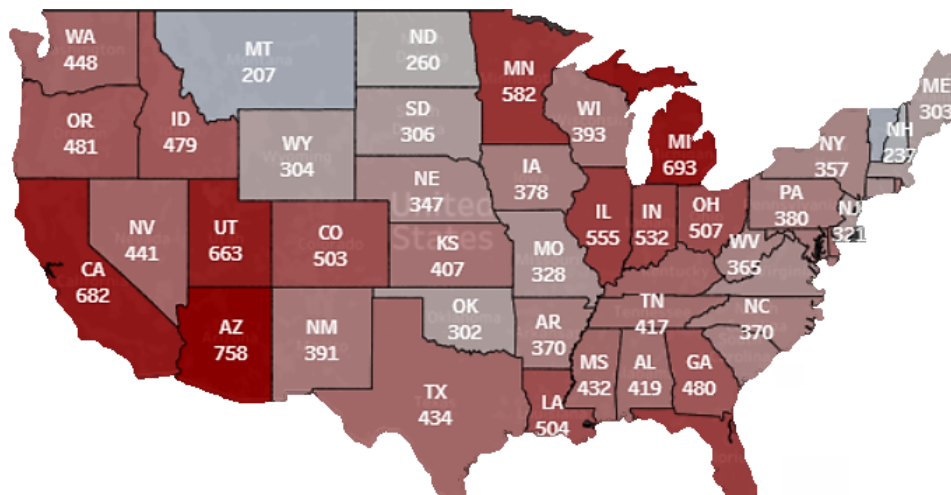 WA
448
MT
207
ND
260
MN
582
ME
303
OR
481
ID
479
SD
306
WI
393
NH
237
NY
357
MI
693
WY
304
IA
378
PA
380
NE
347
United
States
NJ
321
NV
441
UT
663
CO
503
KS
407
IL
555
IN
532
OH
507
WV
365
MO
328
CA
682
AZ
758
NM
391
OK
302
AR
370
TN
417
NC
370
MS
432
AL
419
GA
480
TX
434
LA
504
Kentucky